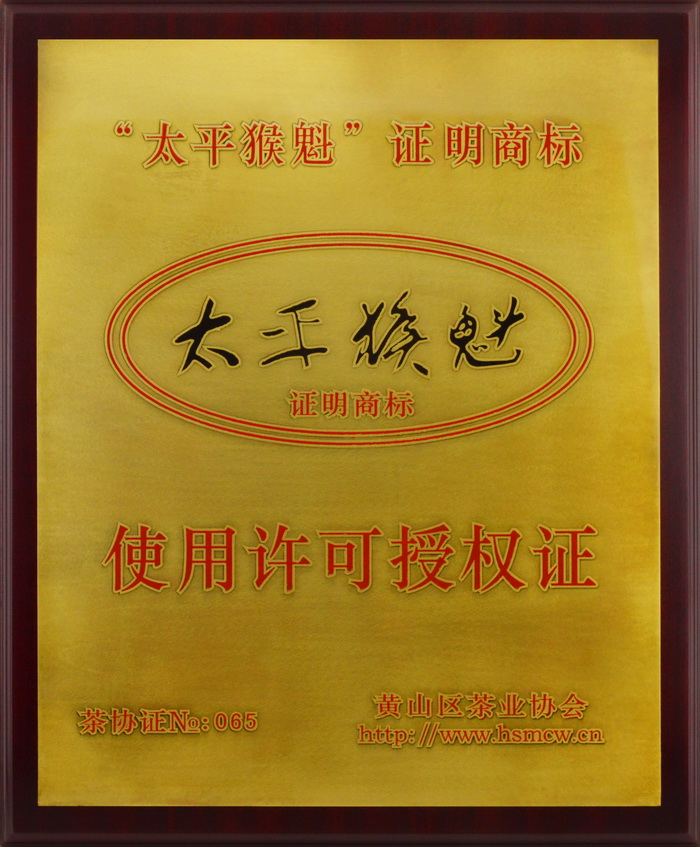 “太平猴魁”证明商标
太平猴魁
证明商标
使用许可授权证
茶协证№:065
黄山区茶业协会
http://www.hsmcw.cn